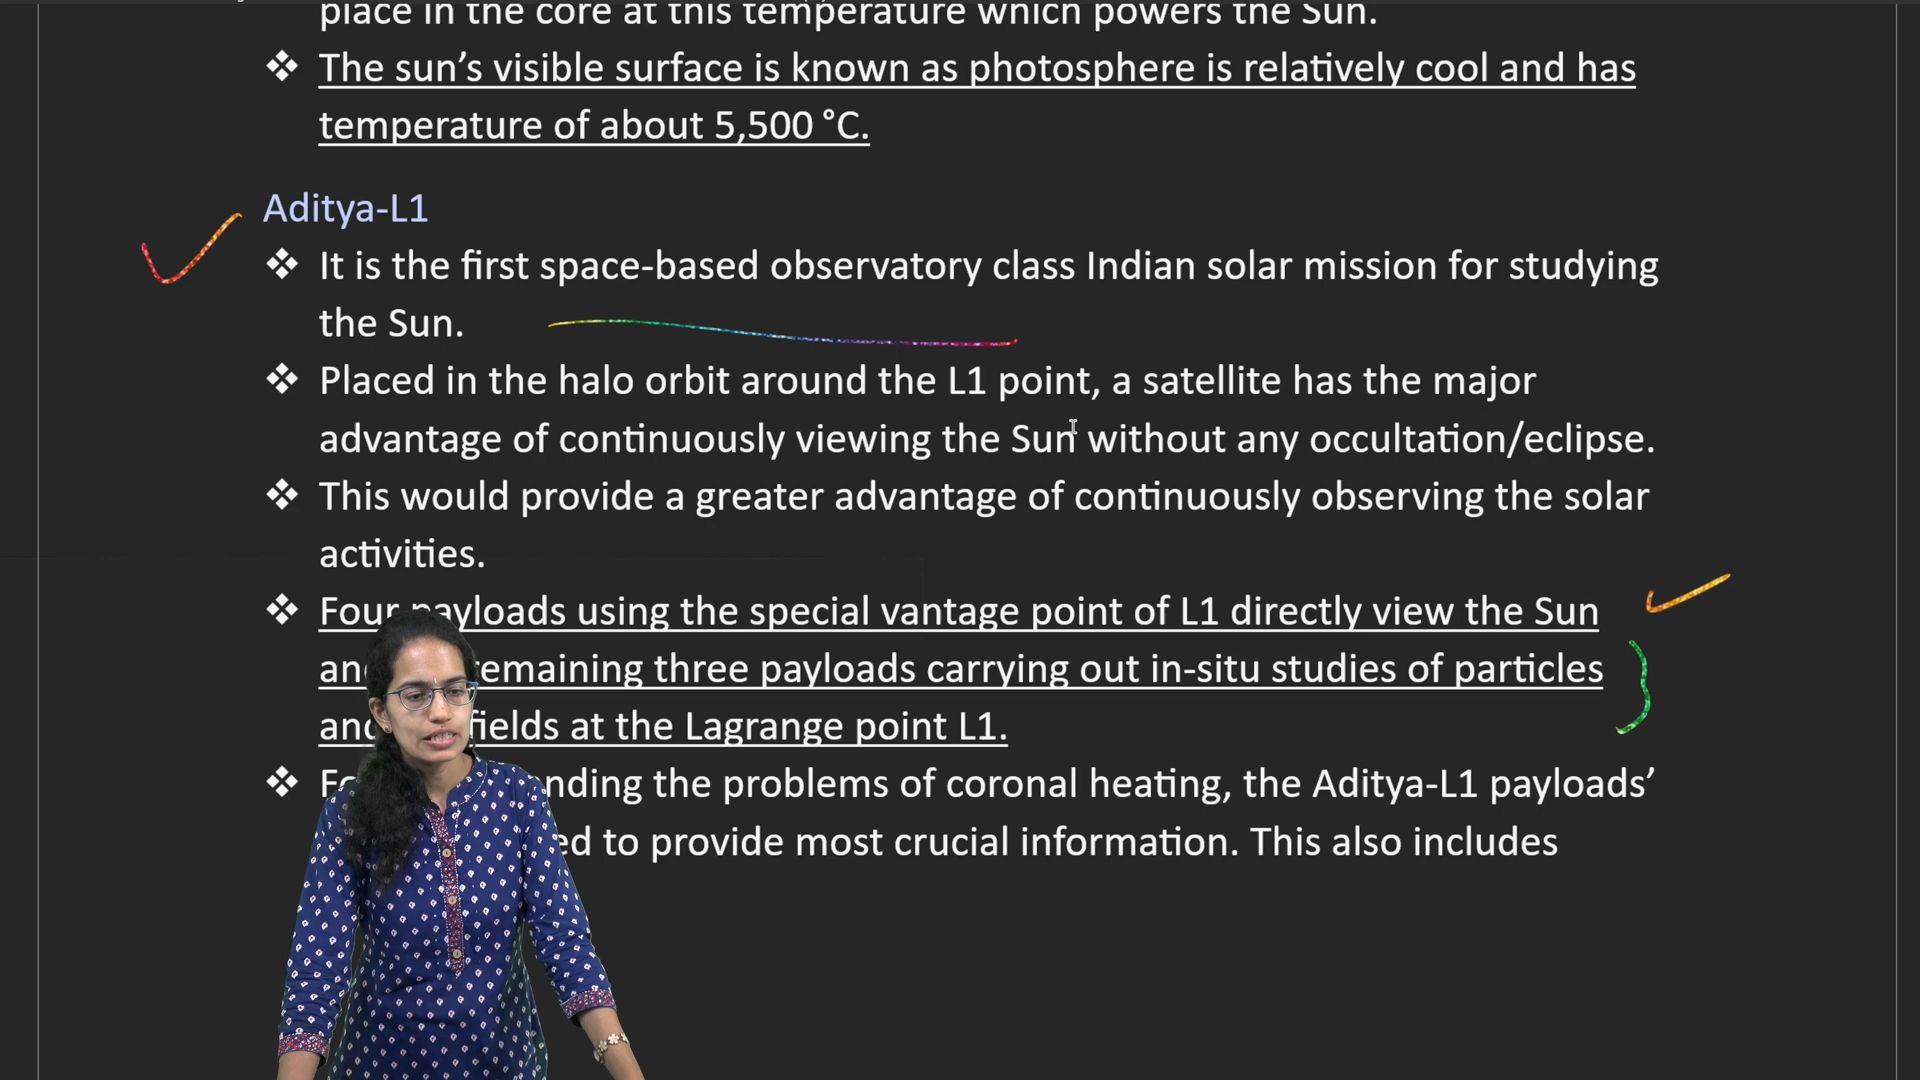 place in the core at this temperature which powers the Sun.
❖ The sun’s visible surface is known as photosphere is relatively cool and has
temperature of about 5,500 °C.
Aditya-L1
❖ It is the first space-based observatory class Indian solar mission for studying
the Sun.
❖ Placed in the halo orbit around the L1 point, a satellite has the major
advantage of continuously viewing the Sun without any occultation/eclipse.
❖ This would provide a greater advantage of continuously observing the solar
activities.
❖ Four payloads using the special vantage point of L1 directly view the Sun
remaining three payloads carrying out in-situ studies of particles
fields at the Lagrange point L1.
❖ the problems of coronal heating, the Aditya-L1 payloads’
to provide most crucial information. This also includes